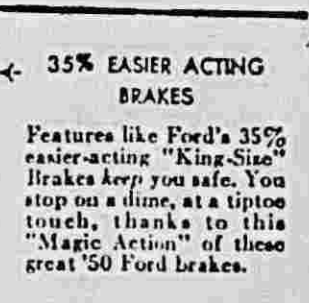 35% EASIER ACTING
BRAKES
Features like Ford's 35%
easier-acting "King-Size"
Brakes keep you safe. You
stop on a dime, at a tiptoe
touch, thanks to this
"Magic Action" of these
great '50 Ford brakes.